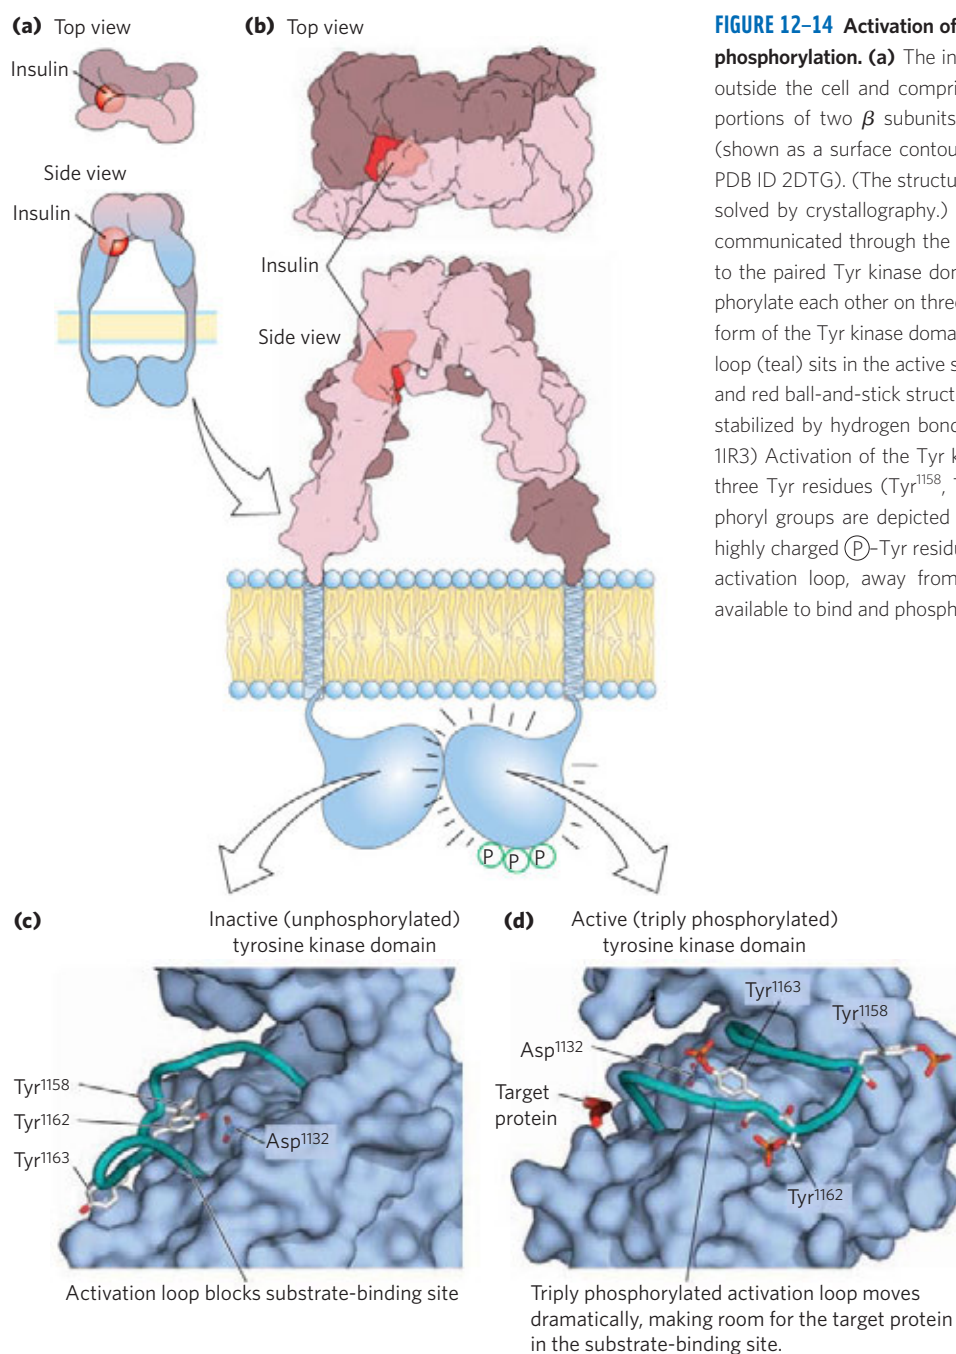 (a) Top view
Insulin
Side view
Insulin
(b) Top view
Insulin
Side view
P P P
FIGURE 12–14 Activation of
phosphorylation. (a) The in
outside the cell and compri
portions of two β subunits
(shown as a surface contou
PDB ID 2DTG). (The structu
solved by crystallography.)
communicated through the
to the paired Tyr kinase dom
phorylate each other on three
form of the Tyr kinase doma
loop (teal) sits in the active s
and red ball-and-stick struct
stabilized by hydrogen bond
1IR3) Activation of the Tyr k
three Tyr residues (Tyr1158, T
phoryl groups are depicted
highly charged P–Tyr residu
activation loop, away from
available to bind and phosph
(c) Inactive (unphosphorylated)
tyrosine kinase domain
Tyr1158
Tyr1162
Tyr1163
Asp1132
Activation loop blocks substrate-binding site
(d) Active (triply phosphorylated)
tyrosine kinase domain
Tyr1163
Tyr1158
Asp1132
Target
protein
Tyr1162
Triply phosphorylated activation loop moves
dramatically, making room for the target protein
in the substrate-binding site.